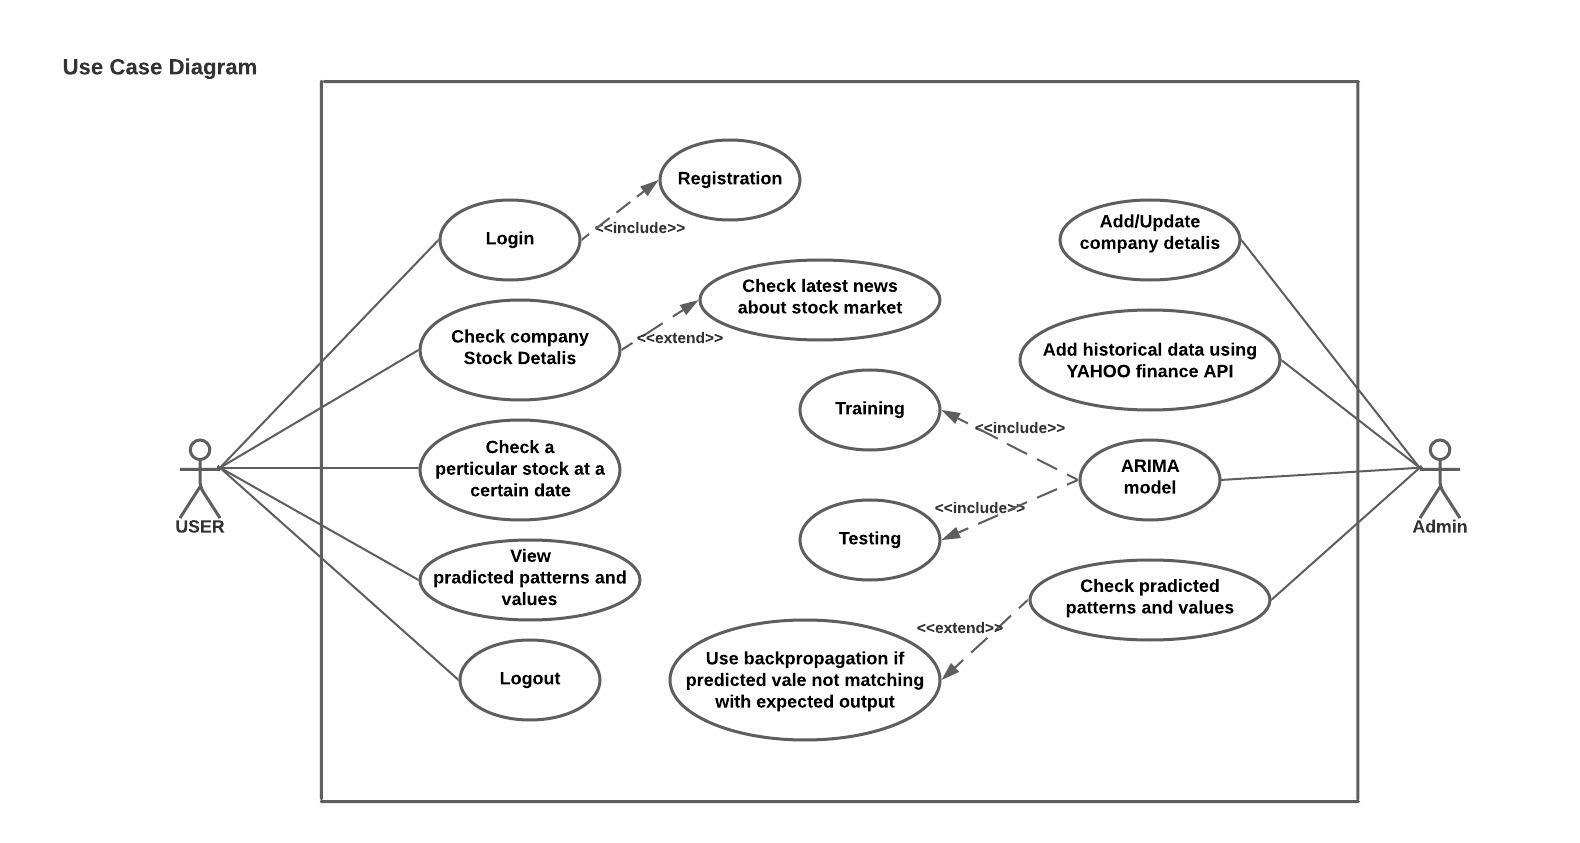 Use Case Diagram
Registration
Login
<<include>>
Add/Update
company detalis
Check latest news
about stock market
Check company
Stock Detalis
<<extend>>
Add historical data using
YAHOO finance API
Training
<<include>>
Check a
perticular stock at a
certain date
ARIMA
model
<<include>>
Testing
USER
Admin
View
pradicted patterns and
values
Check pradicted
patterns and values
<<extend>>
Use backpropagation if
predicted vale not matching
with expected output
Logout